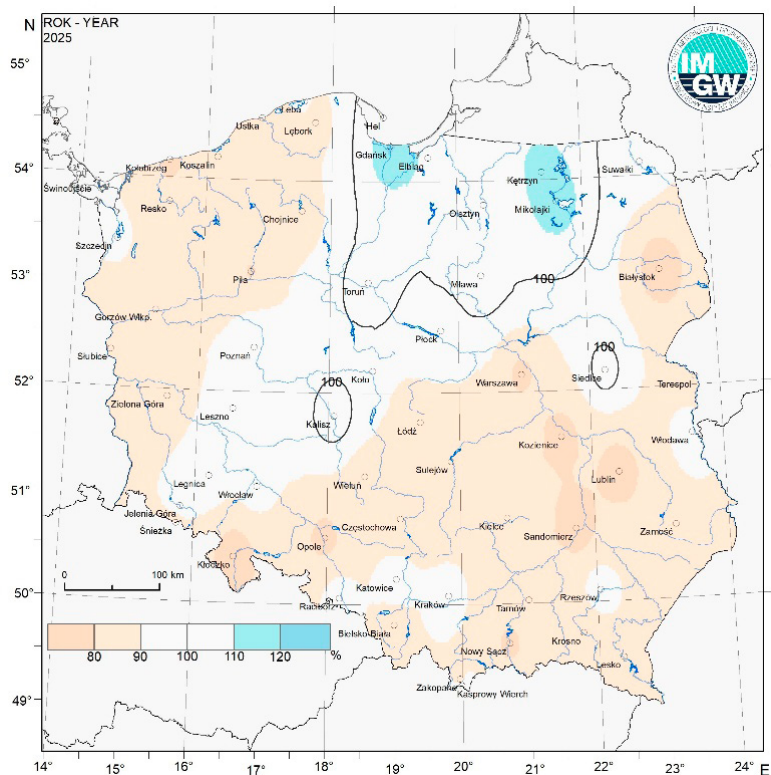 N
ROK - YEAR
2025
IM
GW
55°
Łeba
Ustka
Lębork
Hel
Gdańsk
Elbląg
54°
Kołobrzeg
Koszalin
Świnoujście
Kętrzyn
Suwałki
Resko
Chojnice
Mikołajki
Olsztyn
Szczecin
53°
Piła
Toruń
Mława
100
Białystok
Gorzów Wlkp.
Płock
Słubice
Poznań
Koło
100
52°
100
Warszawa
Siedlce
Terespol
Zielona Góra
Leszno
Kalisz
Łódź
Kozienice
Włodawa
Sulejów
Legnica
Wieluń
Lublin
51°
Wrocław
Jelenia Góra
Śnieżka
Częstochowa
Kielce
Sandomierz
Zamość
Opole
Kłodzko
0
100 km
50°
Katowice
Kraków
Racibórz
Tarnów
Rzeszów
Bielsko-Biała
Nowy Sącz
Krosno
Lesko
80
90
100
110
120
%
49°
Zakopane
Kasprowy Wierch
14°
15°
16°
17°
18°
19°
20°
21°
22°
23°
E